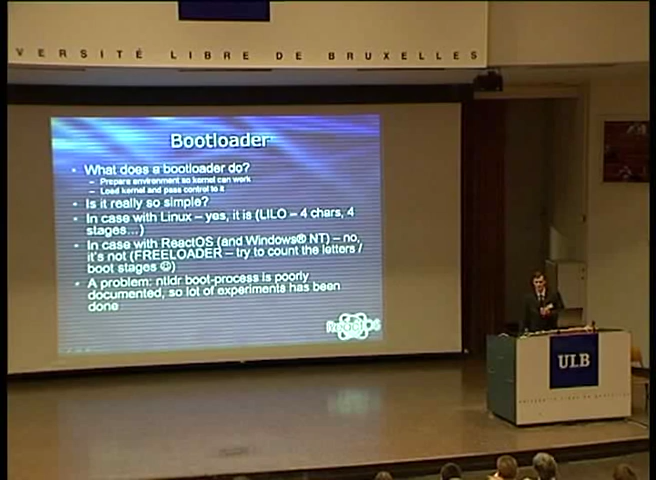 VERSITÉ LIBRE DE BRUXELLES
Bootloader
• What does a bootloader do?
– Prepare environment so kernel can work
– Load kernel and pass control to it
• Is it really so simple?
• In case with Linux – yes, it is (LILO – 4 chars, 4
stages...)
• In case with ReactOS (and Windows® NT) – no,
it's not (FREELOADER – try to count the letters /
boot stages ☺)
• A problem: ntldr boot-process is poorly
documented, so lot of experiments has been
done
ReactOS
ULB